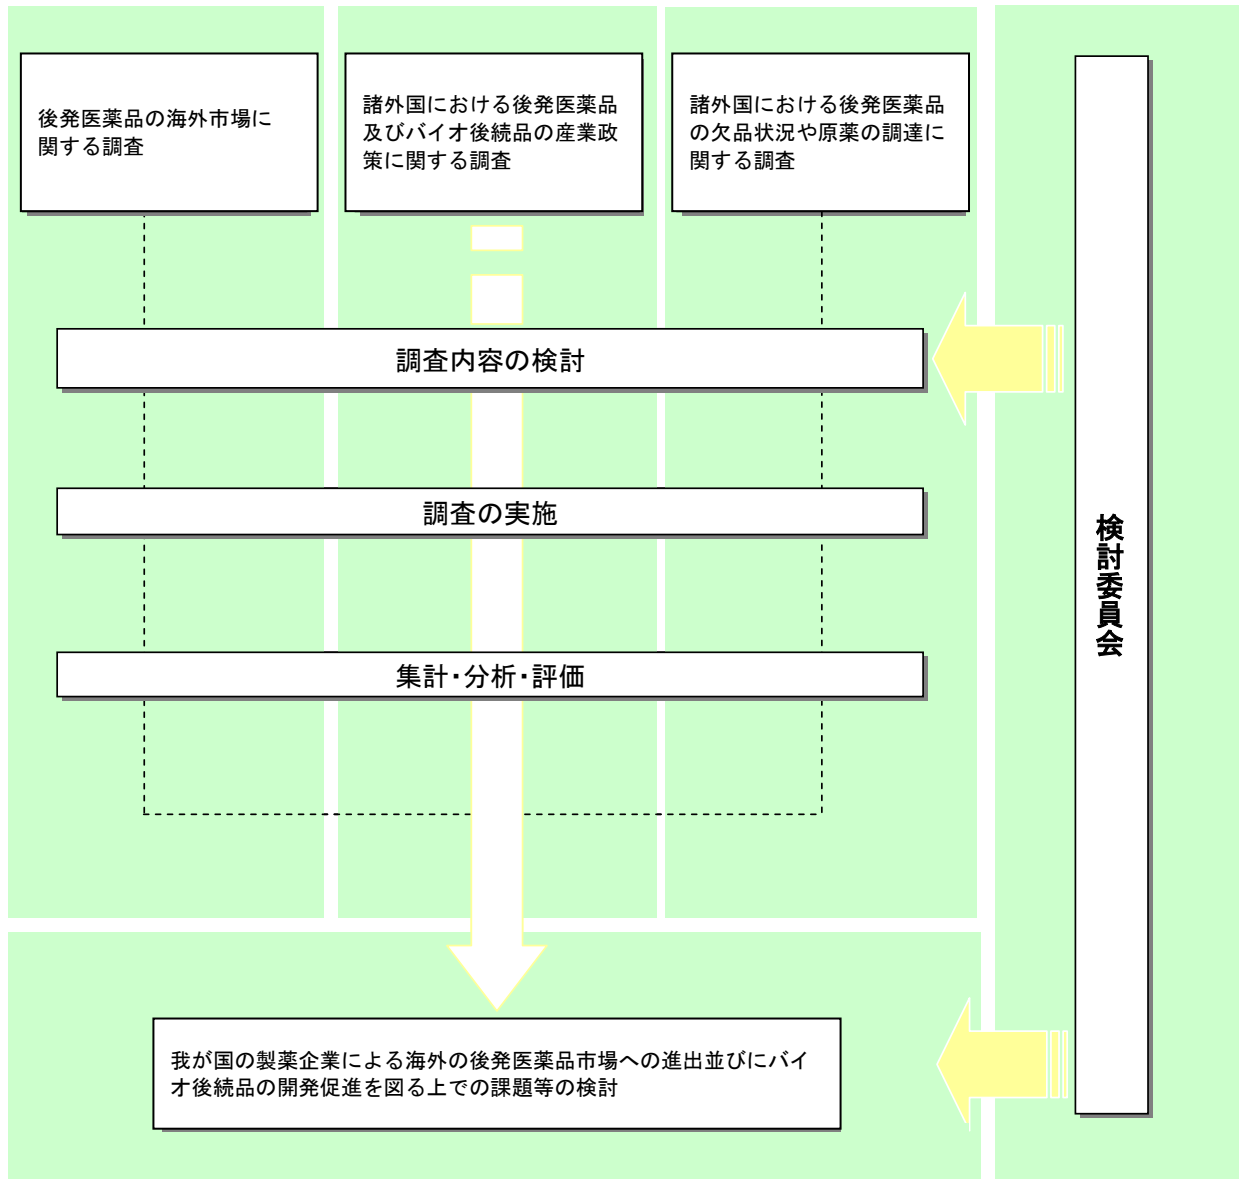 後発医薬品の海外市場に
関する調査
諸外国における後発医薬品
及びバイオ後続品の産業政
策に関する調査
諸外国における後発医薬品
の欠品状況や原薬の調達に
関する調査
調査内容の検討
調査の実施
集計・分析・評価
検討委員会
我が国の製薬企業による海外の後発医薬品市場への進出並びにバイ
オ後続品の開発促進を図る上での課題等の検討